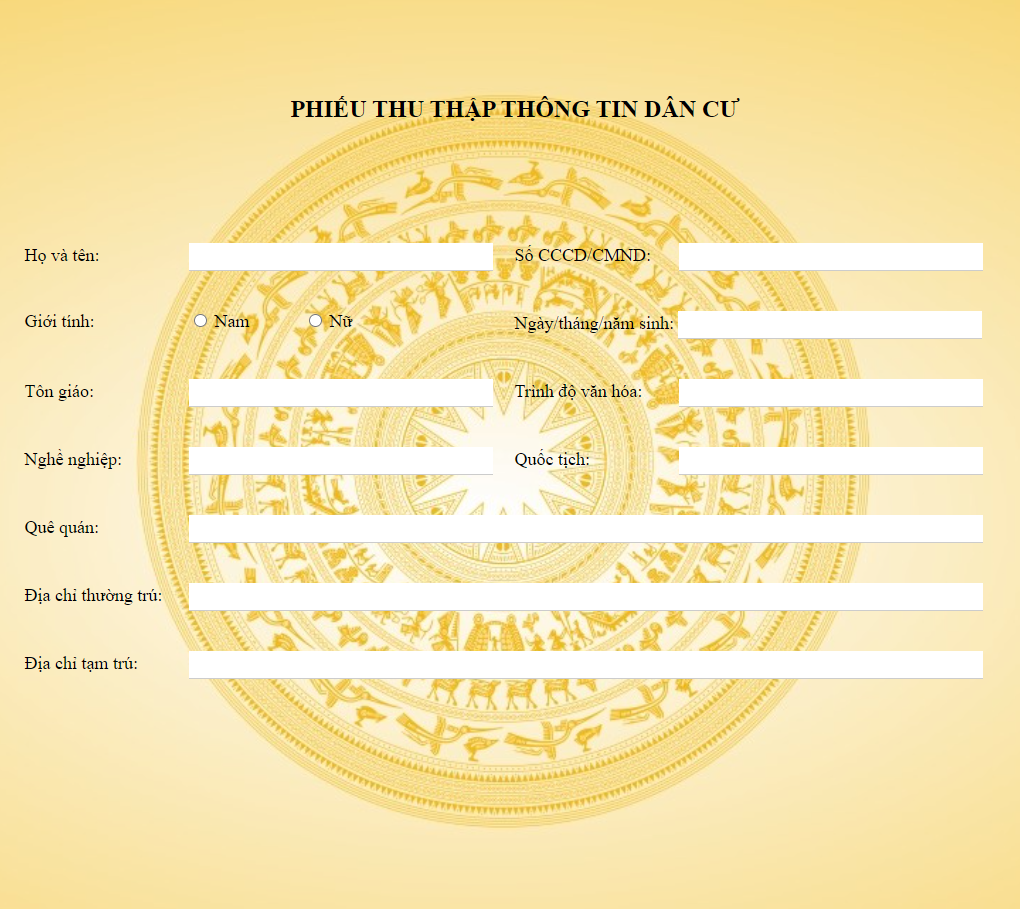 PHIẾU THU THẬP THÔNG TIN DÂN CƯ
Họ và tên: Số CCCD/CMND:
Giới tính: Nam Nữ Ngày/tháng/năm sinh:
Tôn giáo: Trình độ văn hóa:
Nghề nghiệp: Quốc tịch:
Quê quán:
Địa chỉ thường trú:
Địa chỉ tạm trú: